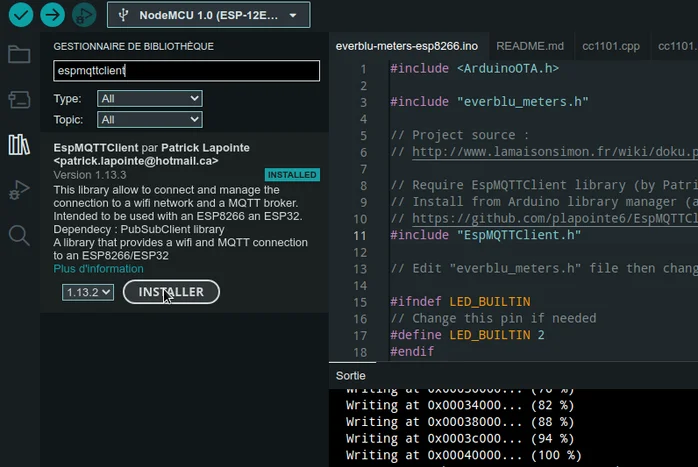 NodeMCU 1.0 (ESP-12E...
GESTIONNAIRE DE BIBLIOTHÈQUE
espmqttclient
Type: All
Topic: All
EspMQTTClient par Patrick Lapointe
<patrick.lapointe@hotmail.ca>
Version 1.13.3
INSTALLED
This library allow to connect and manage the
connection to a wifi network and a MQTT broker.
Intended to be used with an ESP8266 an ESP32.
Dependecy : PubSubClient library
A library that provides a wifi and MQTT connection
to an ESP8266/ESP32
Plus d'information
1.13.2 INSTALLER
everblu-meters-esp8266.ino README.md cc1101.cpp cc1101.
1 #include <ArduinoOTA.h>
2
3 #include "everblu_meters.h"
4
5 // Project source :
6 // http://www.lamaisonsimon.fr/wiki/doku.p
7
8 // Require EspMQTTClient library (by Patri
9 // Install from Arduino library manager (a
10 // https://github.com/plapointe6/EspMQTTCl
11 #include "EspMQTTClient.h"
12
13 // Edit "everblu_meters.h" file then chang
14
15 #ifndef LED_BUILTIN
16 // Change this pin if needed
17 #define LED_BUILTIN 2
18 #endif
Sortie
Writing at 0x00030000... (76 %)
Writing at 0x00034000... (82 %)
Writing at 0x00038000... (88 %)
Writing at 0x0003c000... (94 %)
Writing at 0x00040000... (100 %)